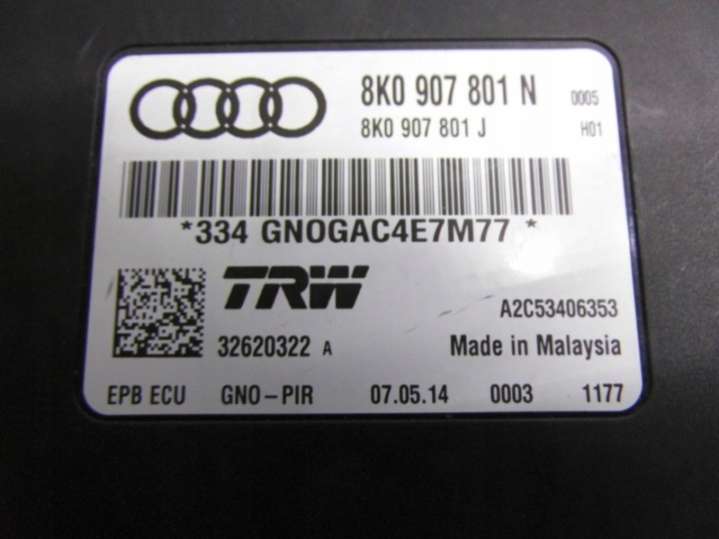 8K0 907 801 N 0005
8K0 907 801 J H01
*334 GN0GAC4E7M77 *
TRW
A2C53406353
32620322 A Made in Malaysia
EPB ECU GNO-PIR 07.05.14 0003 1177